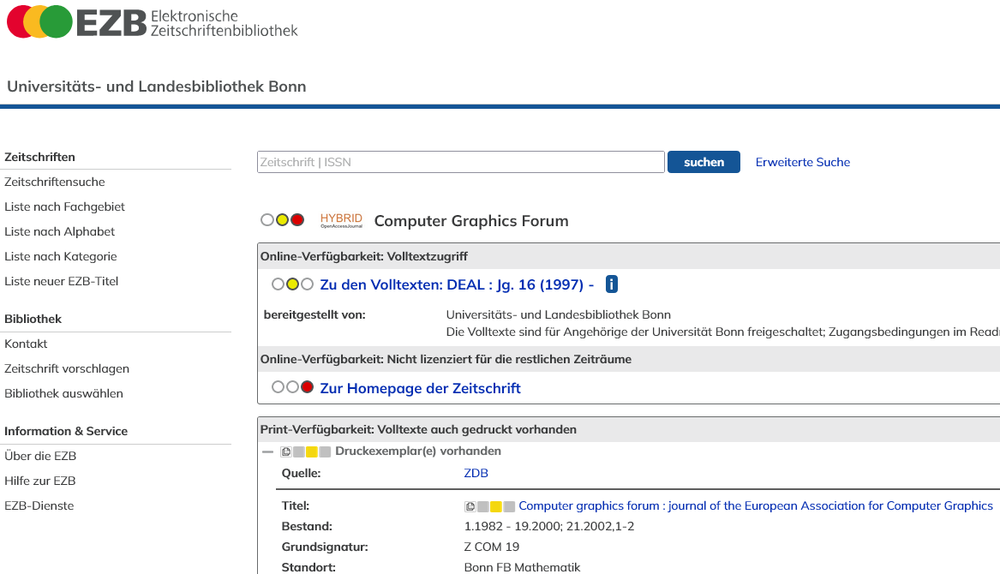 EZB Elektronische
Zeitschriftenbibliothek
Universitäts- und Landesbibliothek Bonn
Zeitschriften
Zeitschriftensuche
Liste nach Fachgebiet
Liste nach Alphabet
Liste nach Kategorie
Liste neuer EZB-Titel
Bibliothek
Kontakt
Zeitschrift vorschlagen
Bibliothek auswählen
Information & Service
Über die EZB
Hilfe zur EZB
EZB-Dienste
Zeitschrift | ISSN suchen Erweiterte Suche
HYBRID Computer Graphics Forum
OpenAccessJournal
Online-Verfügbarkeit: Volltextzugriff
Zu den Volltexten: DEAL : Jg. 16 (1997) - i
bereitgestellt von: Universitäts- und Landesbibliothek Bonn
Die Volltexte sind für Angehörige der Universität Bonn freigeschaltet; Zugangsbedingungen im
Online-Verfügbarkeit: Nicht lizenziert für die restlichen Zeiträume
Zur Homepage der Zeitschrift
Print-Verfügbarkeit: Volltexte auch gedruckt vorhanden
Druckexemplar(e) vorhanden
Quelle: ZDB
Titel: Computer graphics forum : journal of the European Association for Computer Graphics
Bestand: 1.1982 - 19.2000; 21.2002,1-2
Grundsignatur: Z COM 19
Standort: Bonn FB Mathematik